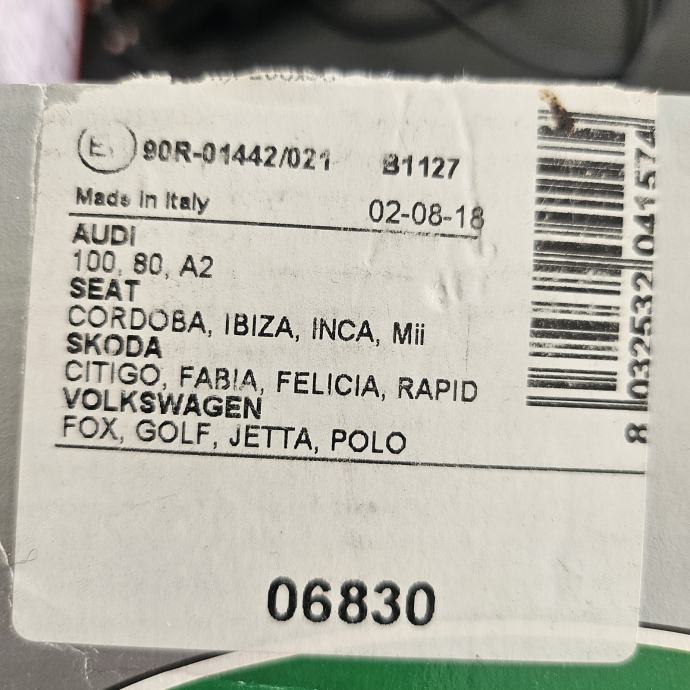 E 90R-01442/021 B1127
Made in Italy 02-08-18
AUDI
100, 80, A2
SEAT
CORDOBA, IBIZA, INCA, Mii
SKODA
CITIGO, FABIA, FELICIA, RAPID
VOLKSWAGEN
FOX, GOLF, JETTA, POLO
06830
8 032532 041574